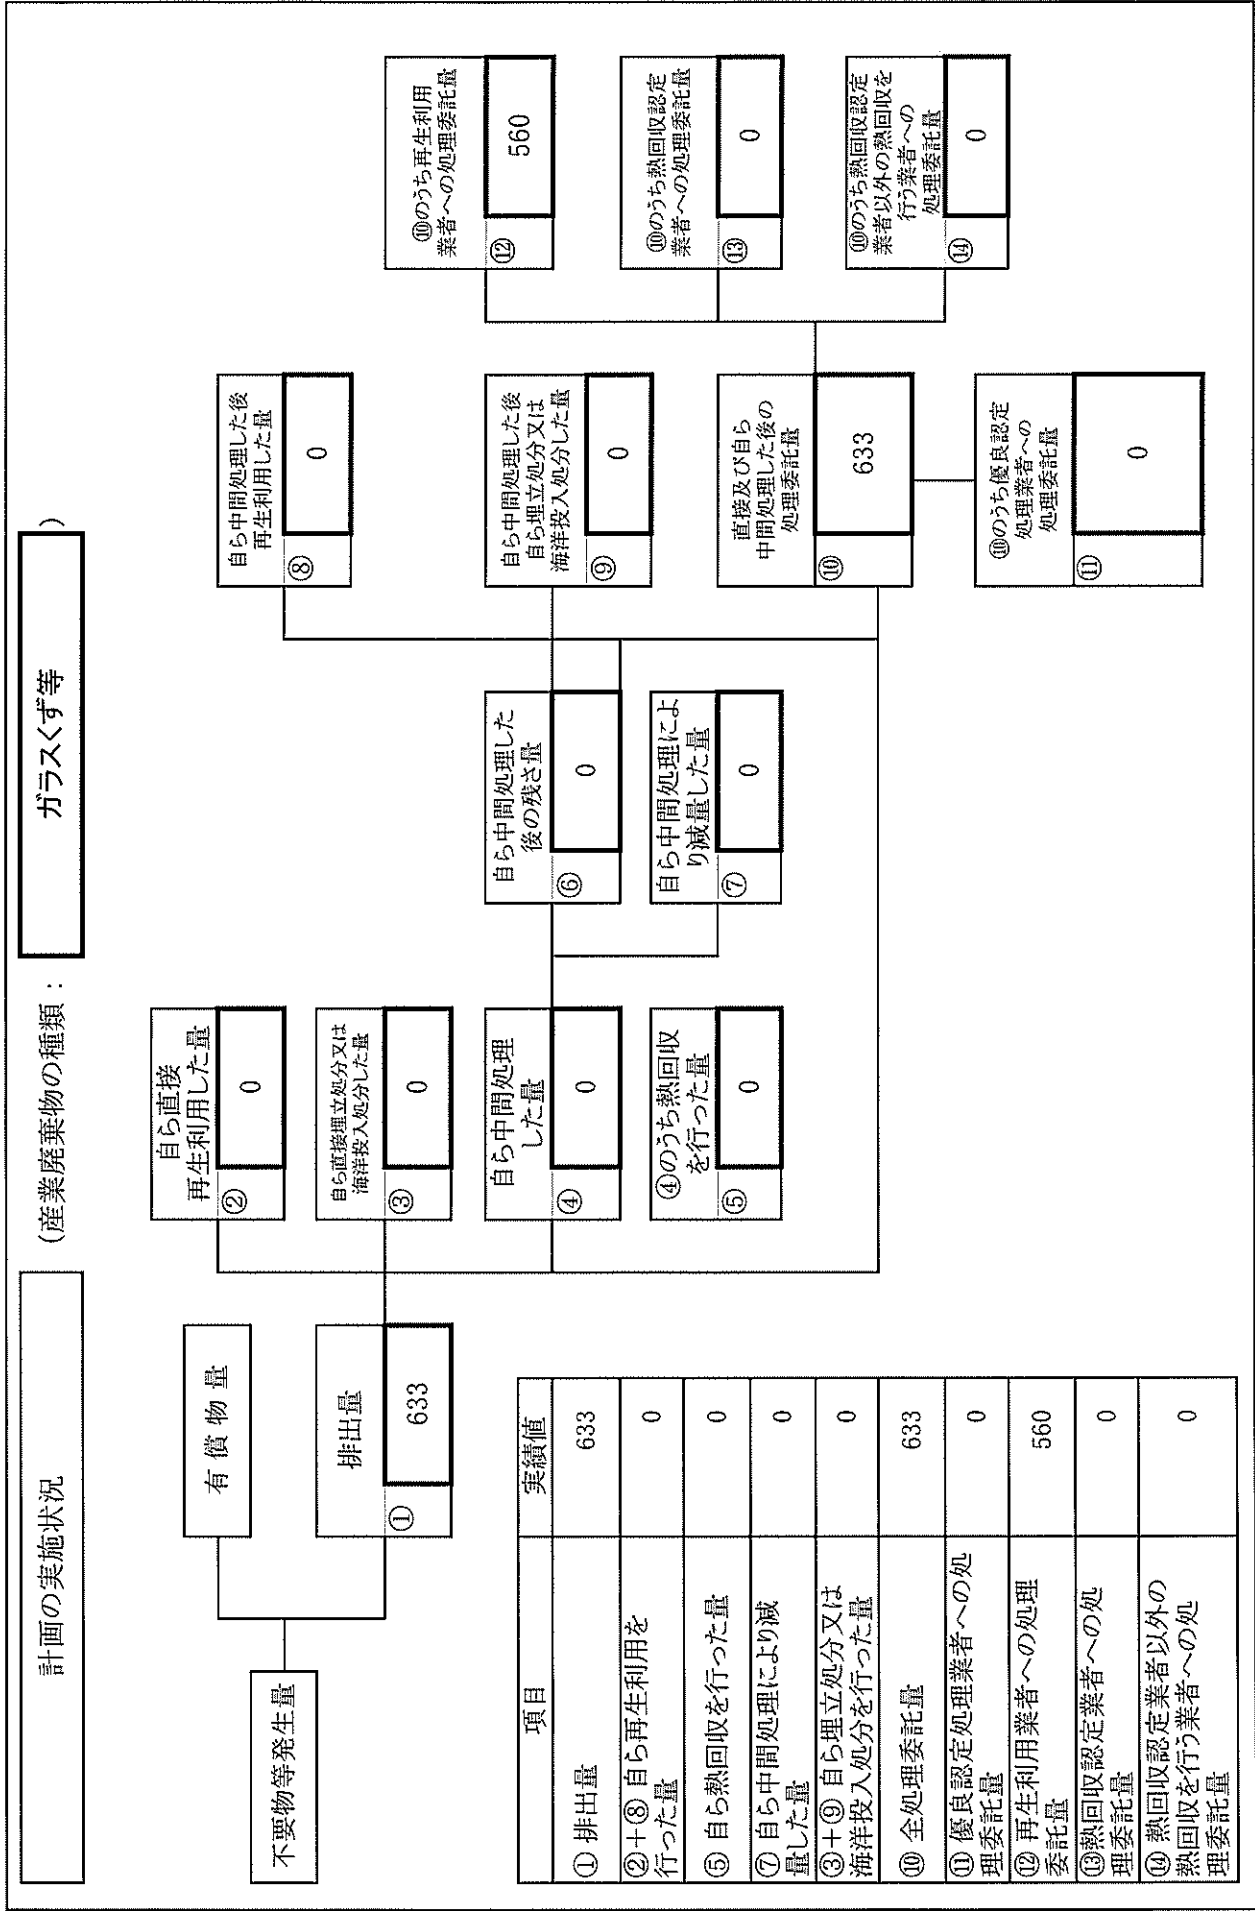 計画の実施状況
(産業廃棄物の種類：
ガラスくず等
)
不要物等発生量
有償物量
排出量
①
633
自ら直接
再生利用した量
②
0
自ら直接埋立処分又は
海洋投入処分した量
③
0
自ら中間処理
した量
④
0
④のうち熱回収
を行った量
⑤
0
自ら中間処理した
後の残さ量
⑥
0
自ら中間処理によ
り減量した量
⑦
0
自ら中間処理した後
再生利用した量
⑧
0
自ら中間処理した後
自ら埋立処分又は
海洋投入処分した量
⑨
0
直接及び自ら
中間処理した後の
処理委託量
⑩
633
⑩のうち優良認定
処理業者への
処理委託量
⑪
0
⑩のうち再生利用
業者への処理委託量
⑫
560
⑩のうち熱回収認定
業者への処理委託量
⑬
0
⑩のうち熱回収認定
業者以外の熱回収を
行う業者への
処理委託量
⑭
0
項目 実績値
①排出量 633
②+⑧ 自ら再生利用を
行った量
0
⑤ 自ら熱回収を行った量 0
⑦ 自ら中間処理により減
量した量
0
③+⑨ 自ら埋立処分又は
海洋投入処分を行った量
0
⑩ 全処理委託量 633
⑪ 優良認定処理業者への処
理委託量
0
⑫ 再生利用業者への処理
委託量
560
⑬熱回収認定業者への処
理委託量
0
⑭ 熱回収認定業者以外の
熱回収を行う業者への処
理委託量
0